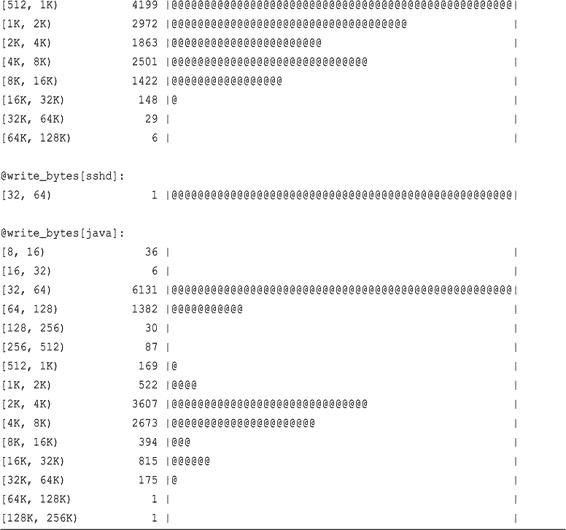 [512, 1K)            4199 |@@@@@@@@@@@@@@@@@@@@@@@@@@@@@@@@@@@@@@@@@@@@@@@@@@@@|
[1K, 2K)             2972 |@@@@@@@@@@@@@@@@@@@@@@@@@@@@@@@@@@@@                |
[2K, 4K)             1863 |@@@@@@@@@@@@@@@@@@@@@@@                             |
[4K, 8K)             2501 |@@@@@@@@@@@@@@@@@@@@@@@@@@@@@@                      |
[8K, 16K)            1422 |@@@@@@@@@@@@@@@@@                                   |
[16K, 32K)            148 |@                                                   |
[32K, 64K)             29 |                                                    |
[64K, 128K)             6 |                                                    |
@write_bytes[sshd]:
[32, 64)                1 |@@@@@@@@@@@@@@@@@@@@@@@@@@@@@@@@@@@@@@@@@@@@@@@@@@@@|
@write_bytes[java]:
[8, 16)                36 |                                                    |
[16, 32)                6 |                                                    |
[32, 64)             6131 |@@@@@@@@@@@@@@@@@@@@@@@@@@@@@@@@@@@@@@@@@@@@@@@@@@@@|
[64, 128)            1382 |@@@@@@@@@@@                                         |
[128, 256)             30 |                                                    |
[256, 512)             87 |                                                    |
[512, 1K)             169 |@                                                   |
[1K, 2K)              522 |@@@@                                                |
[2K, 4K)             3607 |@@@@@@@@@@@@@@@@@@@@@@@@@@@@@@                      |
[4K, 8K)             2673 |@@@@@@@@@@@@@@@@@@@@@@                              |
[8K, 16K)             394 |@@@                                                 |
[16K, 32K)            815 |@@@@@@                                              |
[32K, 64K)            175 |@                                                   |
[64K, 128K)             1 |                                                    |
[128K, 256K)            1 |                                                    |